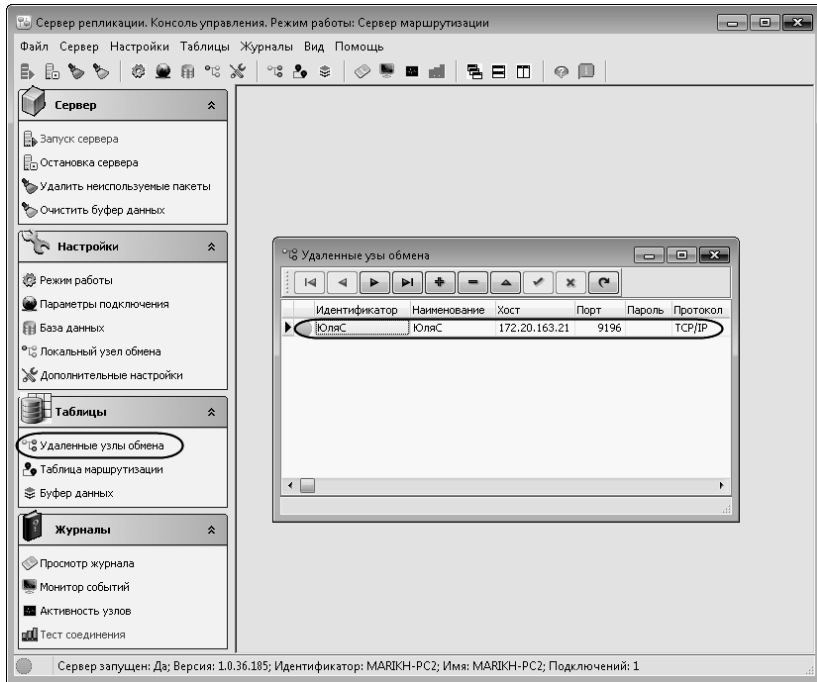 Сервер репликации. Консоль управления. Режим работы: Сервер маршрутизации
Файл Сервер Настройки Таблицы Журналы Вид Помощь
Сервер
Запуск сервера
Остановка сервера
Удалить неиспользуемые пакеты
Очистить буфер данных
Настройки
Режим работы
Параметры подключения
База данных
Локальный узел обмена
Дополнительные настройки
Таблицы
Удаленные узлы обмена
Таблица маршрутизации
Буфер данных
Журналы
Просмотр журнала
Монитор событий
Активность узлов
Тест соединения
Удаленные узы обмена
Идентификатор Наименование Хост Порт Пароль Протокол
ЮляС ЮляС 172.20.163.21 9196 TCP/IP
Сервер запущен: Да; Версия: 1.0.36.185; Идентификатор: MARIKH-PC2; Имя: MARIKH-PC2; Подключений: 1